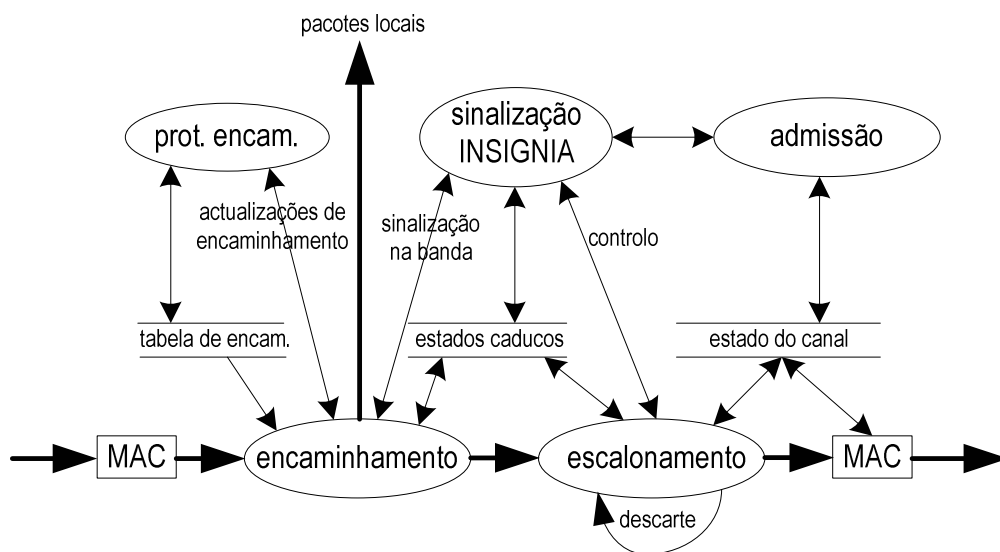 pacotes locais
prot. encam.
sinalização
INSIGNIA
admissão
actualizações de
encaminhamento
sinalização
na banda
controlo
tabela de encam.
estados caducos
estado do canal
MAC
encaminhamento
escalonamento
MAC
descarte